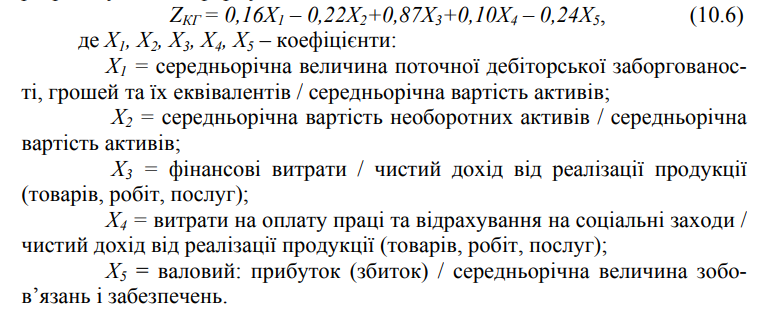 Z_КГ = 0,16X₁ – 0,22X₂+0,87X₃+0,10X₄ – 0,24X₅, (10.6)
де X₁, X₂, X₃, X₄, X₅ – коефіцієнти:
X₁ = середньорічна величина поточної дебіторської заборгованос-
ті, грошей та їх еквівалентів / середньорічна вартість активів;
X₂ = середньорічна вартість необоротних активів / середньорічна
вартість активів;
X₃ = фінансові витрати / чистий дохід від реалізації продукції
(товарів, робіт, послуг);
X₄ = витрати на оплату праці та відрахування на соціальні заходи /
чистий дохід від реалізації продукції (товарів, робіт, послуг);
X₅ = валовий: прибуток (збиток) / середньорічна величина зобо-
в’язань і забезпечень.